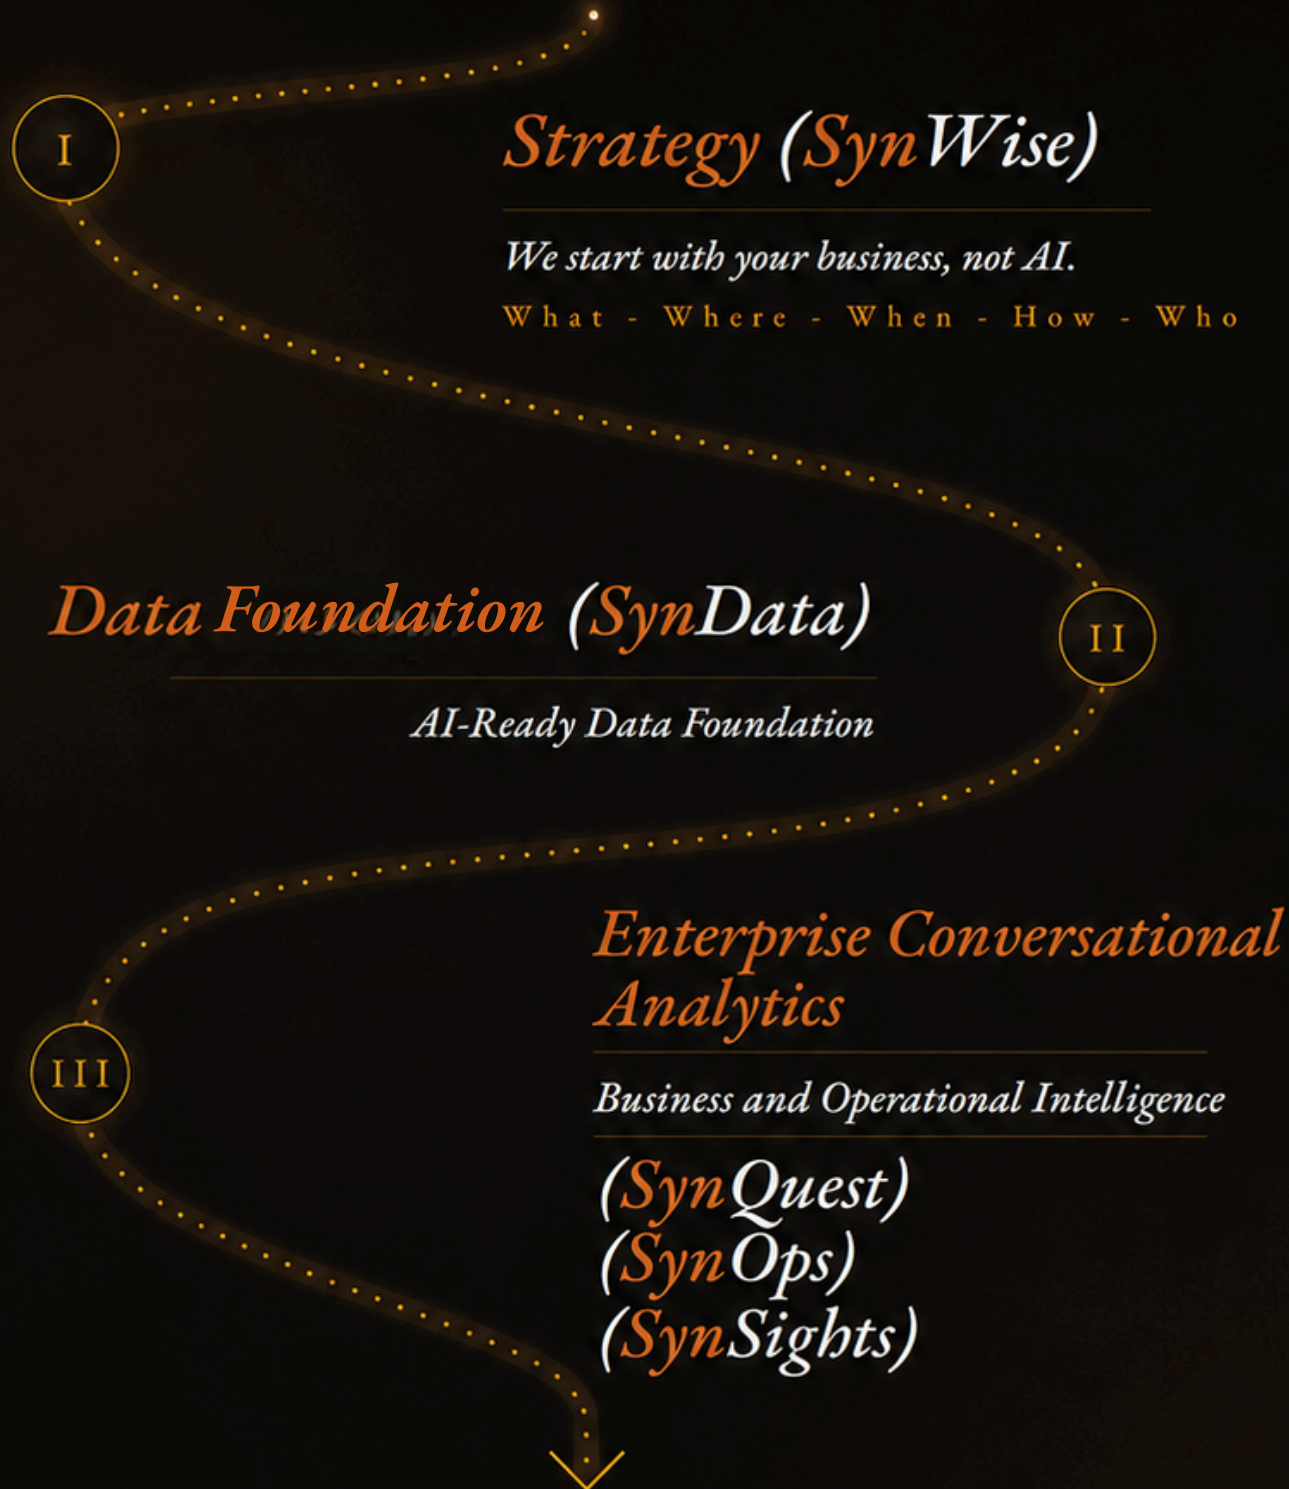 I
Strategy (SynWise)
We start with your business, not AI.
What - Where - When - How - Who
Data Foundation (SynData)
II
AI-Ready Data Foundation
Enterprise Conversational
Analytics
III
Business and Operational Intelligence
(SynQuest)
(SynOps)
(SynSights)